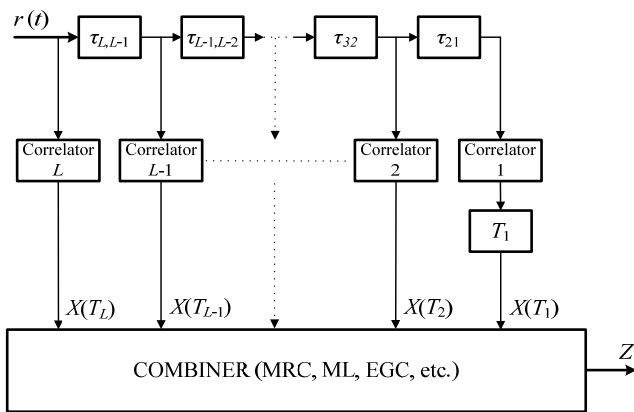 r (t)
τL,L-1
τL-1,L-2
τ32
τ21
Correlator
L
Correlator
L-1
Correlator
2
Correlator
1
T1
X(TL)
X(TL-1)
X(T2)
X(T1)
COMBINER (MRC, ML, EGC, etc.)
Z